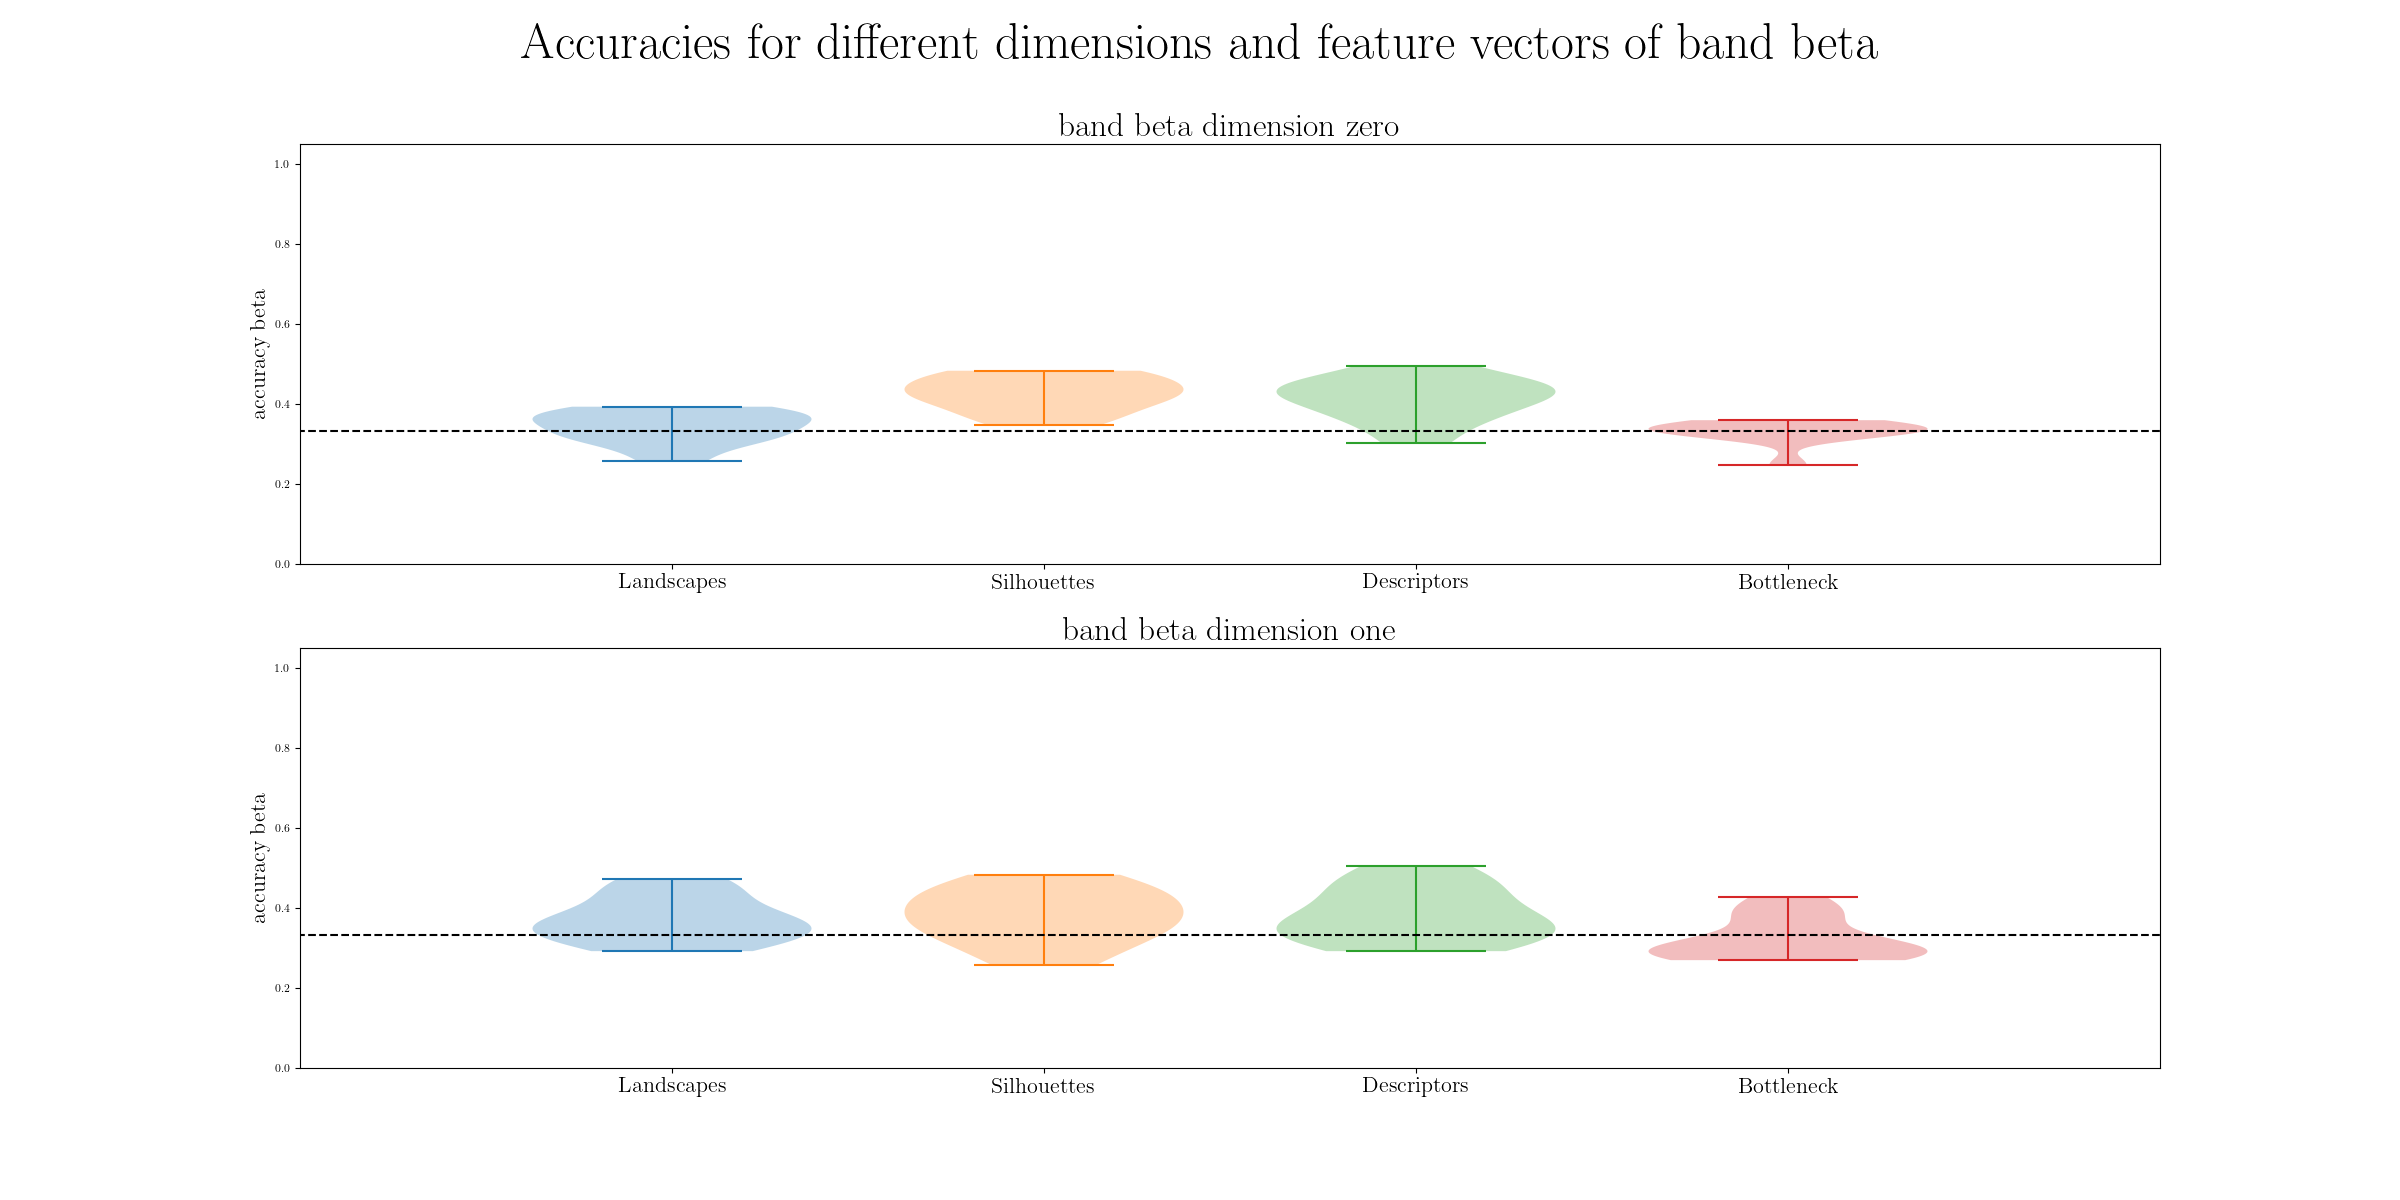 Accuracies for different dimensions and feature vectors of band beta
band beta dimension zero
1.0
0.8
0.6
0.4
0.2
0.0
accuracy beta
Landscapes Silhouettes Descriptors Bottleneck
band beta dimension one
1.0
0.8
0.6
0.4
0.2
0.0
accuracy beta
Landscapes Silhouettes Descriptors Bottleneck